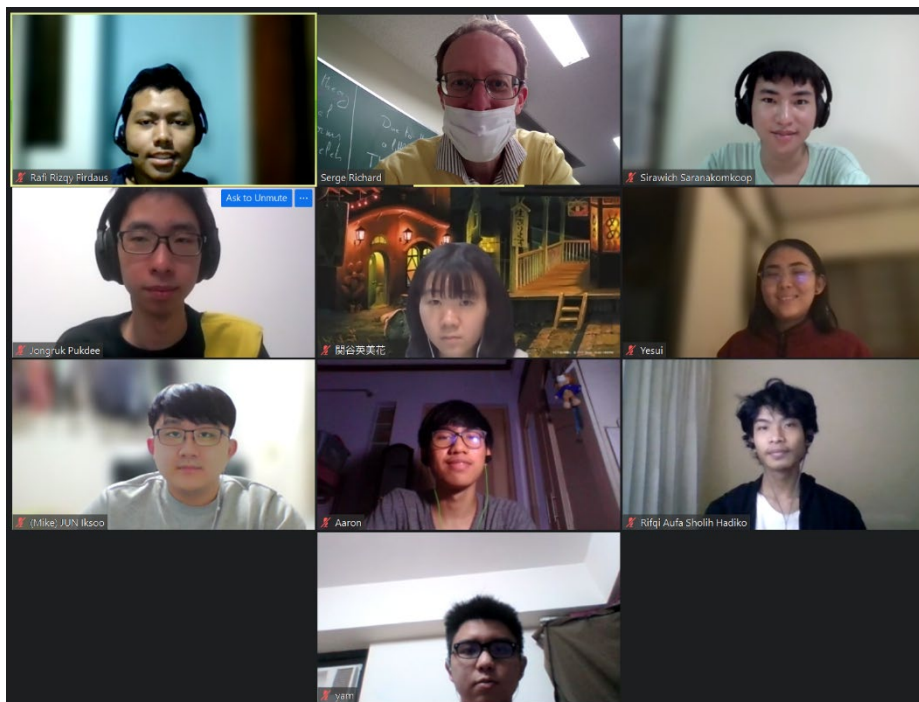 Rafi Rizqy Firdaus
Serge Richard
Sirawich Saranakomkoop
Ask to Unmute ...
Jongruk Pukdee
関谷英美花
Yesui
(Mike) JUN Iksoo
Aaron
Rifqi Aufa Sholih Hadiko
yam